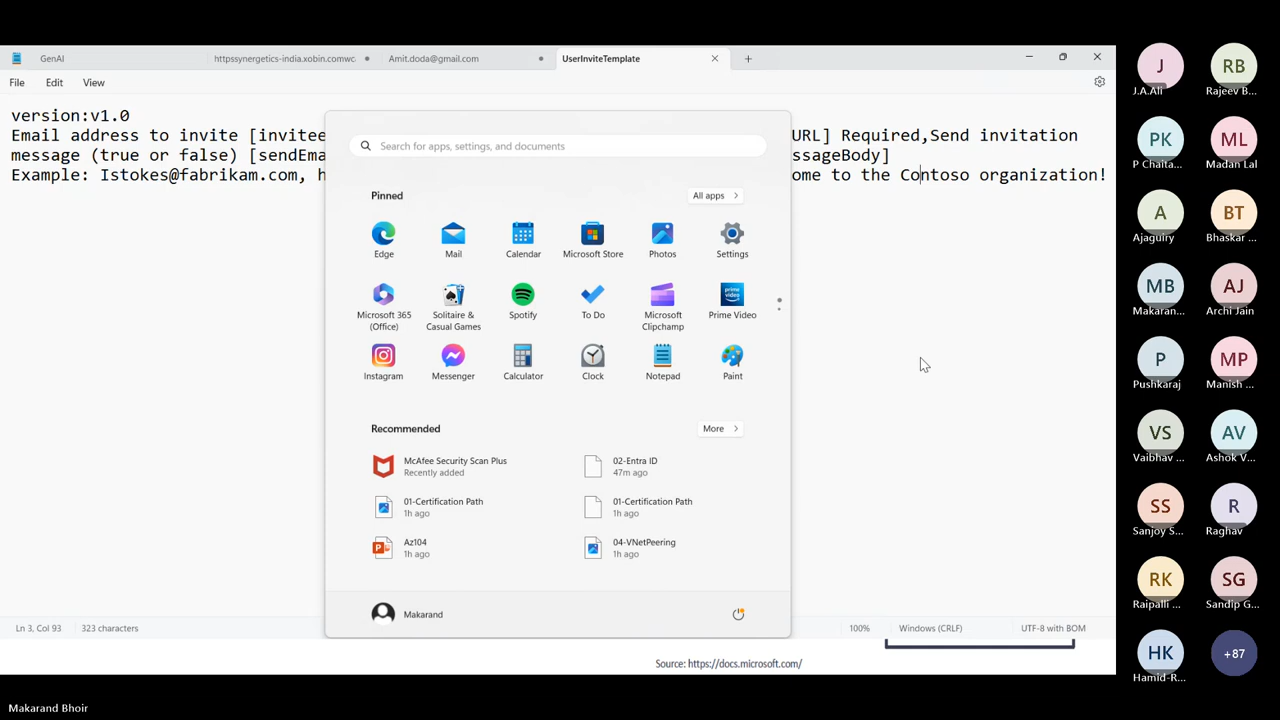 GenAI
httpssynergetics-india.xobin.comwc
Amit.doda@gmail.com
UserInviteTemplate
File Edit View
version:v1.0
Email address to invite [invitee
URL] Required,Send invitation
message (true or false) [sendEma
ssageBody]
Example: Istokes@fabrikam.com, h
ome to the Contoso organization!
Search for apps, settings, and documents
Pinned
All apps
Edge Mail Calendar Microsoft Store Photos Settings
Microsoft 365 (Office)
Solitaire & Casual Games
Spotify
To Do
Microsoft Clipchamp
Prime Video
prime video
Instagram Messenger Calculator Clock Notepad Paint
Recommended
More
McAfee Security Scan Plus
Recently added
02-Entra ID
47m ago
01-Certification Path
1h ago
01-Certification Path
1h ago
Az104
1h ago
04-VNetPeering
1h ago
Makarand
Ln 3, Col 93
323 characters
100%
Windows (CRLF)
UTF-8 with BOM
Source: https://docs.microsoft.com/
Makarand Bhoir
J
J.A.Ali
RB
Rajeev B...
PK
P Chaita...
ML
Madan Lal
A
Ajaguiry
BT
Bhaskar ...
MB
Makaran...
AJ
Archi Jain
P
Pushkaraj
MP
Manish ...
VS
Vaibhav ...
AV
Ashok V...
SS
Sanjoy S...
R
Raghav
RK
Raipalli ...
SG
Sandip G...
HK
Hamid-R...
+87